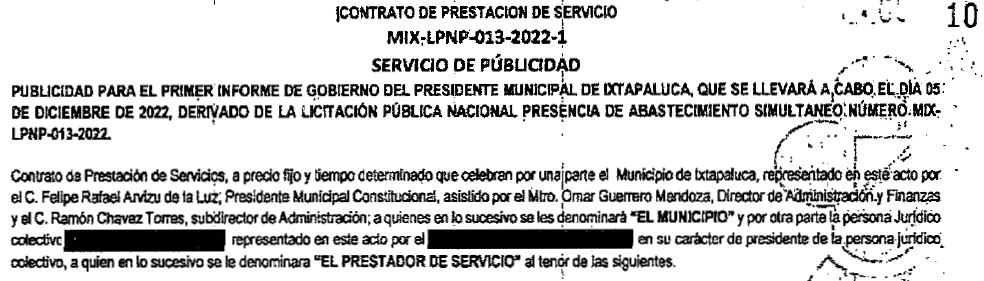 CONTRATO DE PRESTACION DE SERVICIO
10
MIX-LPNP-013-2022-1
SERVICIO DE PÚBLICIDAD
PUBLICIDAD PARA EL PRIMER INFORME DE GOBIERNO DEL PRESIDENTE MUNICIPAL DE IXTAPALUCA, QUE SE LLEVARÁ A CABO EL DÍA 05
DE DICIEMBRE DE 2022, DERIVADO DE LA LICITACIÓN PÚBLICA NACIONAL PRESENCIA DE ABASTECIMIENTO SIMULTANEO NÚMERO MIX-
LPNP-013-2022.
Contrato de Prestación de Servicios, a precio fijo y tiempo determinado que celebran por una parte el Municipio de Ixtapaluca, representado en este acto por
el C. Felipe Rafael Arvizu de la Luz; Presidente Municipal Constitucional, asistido por el Mtro. Omar Guerrero Mendoza, Director de Administración y Finanzas
y el C. Ramón Chavez Torres, subdirector de Administración; a quienes en lo sucesivo se les denominará "EL MUNICIPIO" y por otra parte la persona Jurídico
colectivc representado en este acto por el en su carácter de presidente de la persona jurídico
colectivo, a quien en lo sucesivo se le denominara "EL PRESTADOR DE SERVICIO" al tenor de las siguientes.